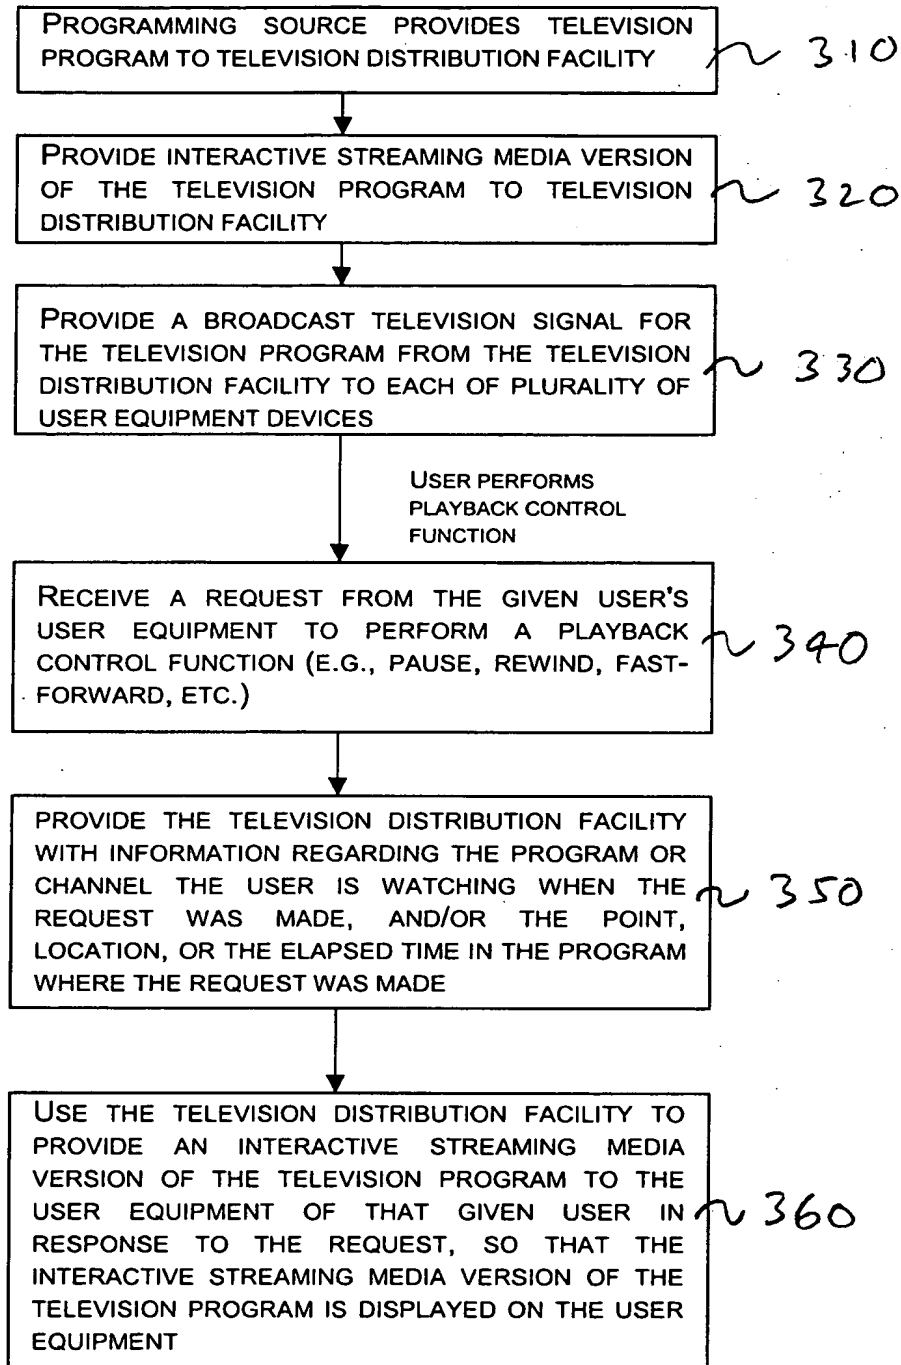 PROGRAMMING SOURCE PROVIDES TELEVISION
PROGRAM TO TELEVISION DISTRIBUTION FACILITY
310
PROVIDE INTERACTIVE STREAMING MEDIA VERSION
OF THE TELEVISION PROGRAM TO TELEVISION
DISTRIBUTION FACILITY
320
PROVIDE A BROADCAST TELEVISION SIGNAL FOR
THE TELEVISION PROGRAM FROM THE TELEVISION
DISTRIBUTION FACILITY TO EACH OF PLURALITY OF
USER EQUIPMENT DEVICES
330
USER PERFORMS
PLAYBACK CONTROL
FUNCTION
RECEIVE A REQUEST FROM THE GIVEN USER'S
USER EQUIPMENT TO PERFORM A PLAYBACK
CONTROL FUNCTION (E.G., PAUSE, REWIND, FAST-
FORWARD, ETC.)
340
PROVIDE THE TELEVISION DISTRIBUTION FACILITY
WITH INFORMATION REGARDING THE PROGRAM OR
CHANNEL THE USER IS WATCHING WHEN THE
REQUEST WAS MADE, AND/OR THE POINT,
LOCATION, OR THE ELAPSED TIME IN THE PROGRAM
WHERE THE REQUEST WAS MADE
350
USE THE TELEVISION DISTRIBUTION FACILITY TO
PROVIDE AN INTERACTIVE STREAMING MEDIA
VERSION OF THE TELEVISION PROGRAM TO THE
USER EQUIPMENT OF THAT GIVEN USER IN
RESPONSE TO THE REQUEST, SO THAT THE
INTERACTIVE STREAMING MEDIA VERSION OF THE
TELEVISION PROGRAM IS DISPLAYED ON THE USER
EQUIPMENT
360